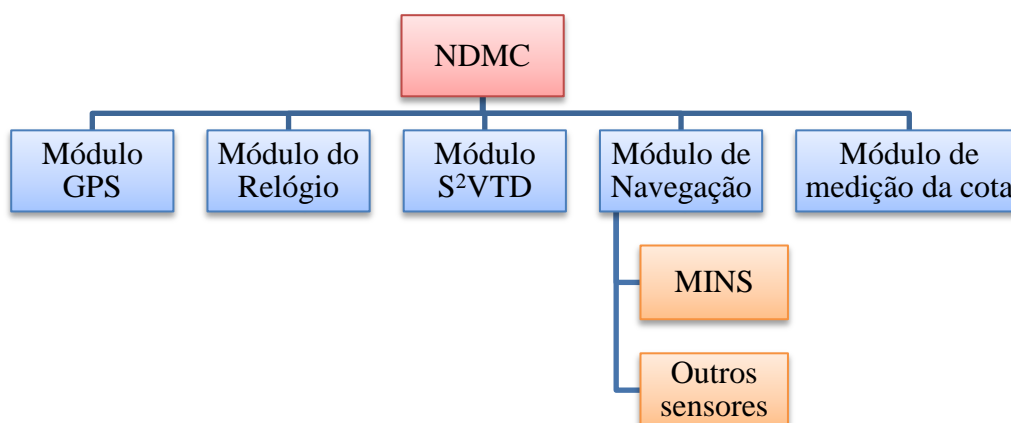 NDMC
Módulo
GPS
Módulo do
Relógio
Módulo
S²VTD
Módulo de
Navegação
Módulo de
medição da cota
MINS
Outros
sensores